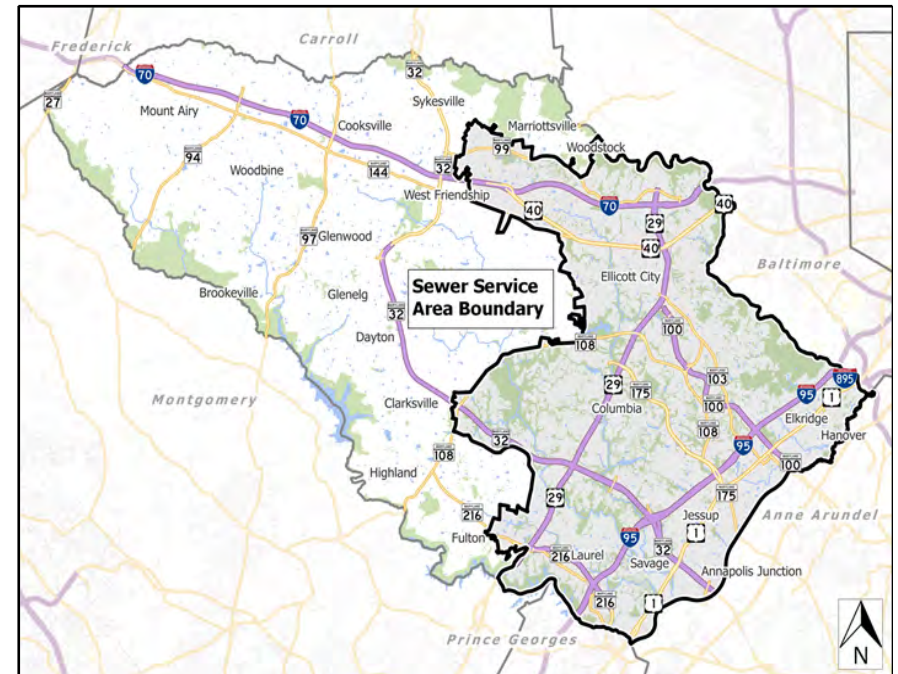 Frederick
Carroll
70
32
27
Mount Airy
Sykesville
70
Cooksville
Marriottsville
94
99
Woodstock
Woodbine
144
32
West Friendship
70
40
40
29
97
Glenwood
40
Baltimore
Ellicott City
Brookeville
Glenelg
Sewer Service
Area Boundary
32
Dayton
100
108
Montgomery
Clarksville
29
175
103
895
Columbia
100
95
1
Elkridge
108
Hanover
32
95
108
100
Highland
29
175
216
Jessup
Anne Arundel
Fulton
95
1
216
Laurel
32
Savage
Annapolis Junction
216
1
Prince Georges
N